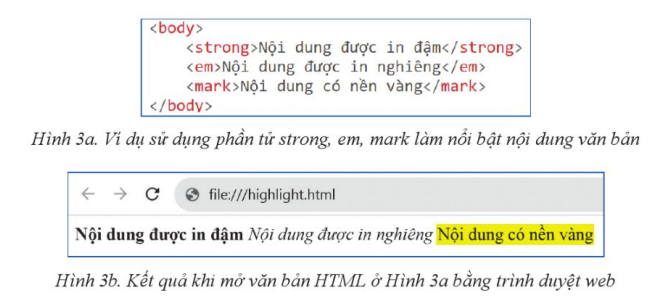 <body>
<strong>Nội dung được in đậm</strong>
<em>Nội dung được in nghiêng</em>
<mark>Nội dung có nền vàng</mark>
</body>
Hình 3a. Ví dụ sử dụng phần tử strong, em, mark làm nổi bật nội dung văn bản
file:///highlight.html
Nội dung được in đậm Nội dung được in nghiêng Nội dung có nền vàng
Hình 3b. Kết quả khi mở văn bản HTML ở Hình 3a bằng trình duyệt web